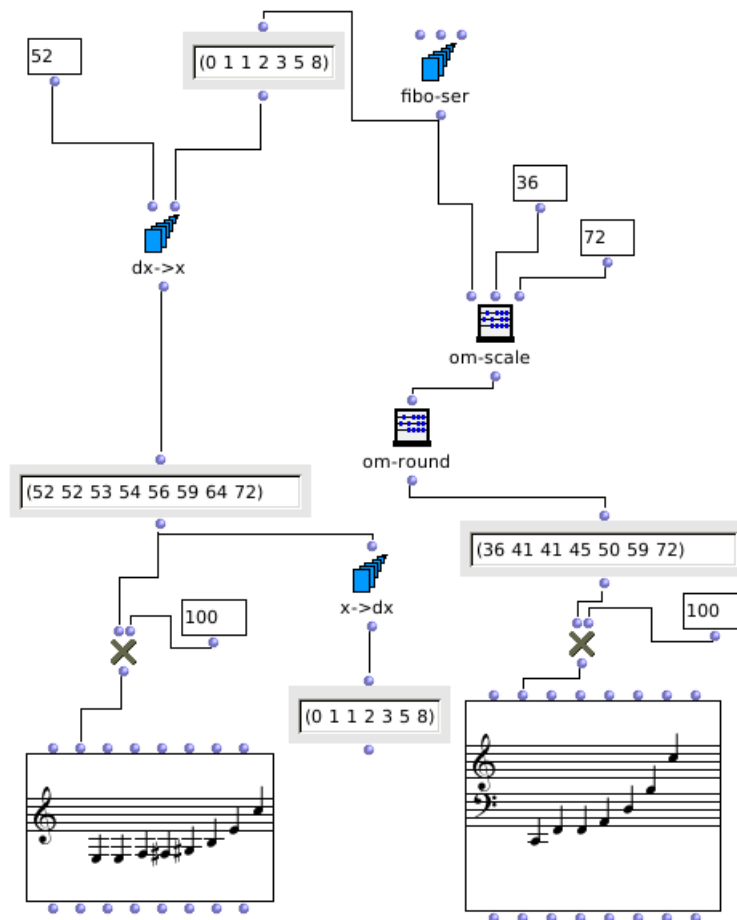 52
(0 1 1 2 3 5 8)
fibo-ser
36
72
dx->x
om-scale
om-round
(52 52 53 54 56 59 64 72)
(36 41 41 45 50 59 72)
100
x->dx
100
(0 1 1 2 3 5 8)